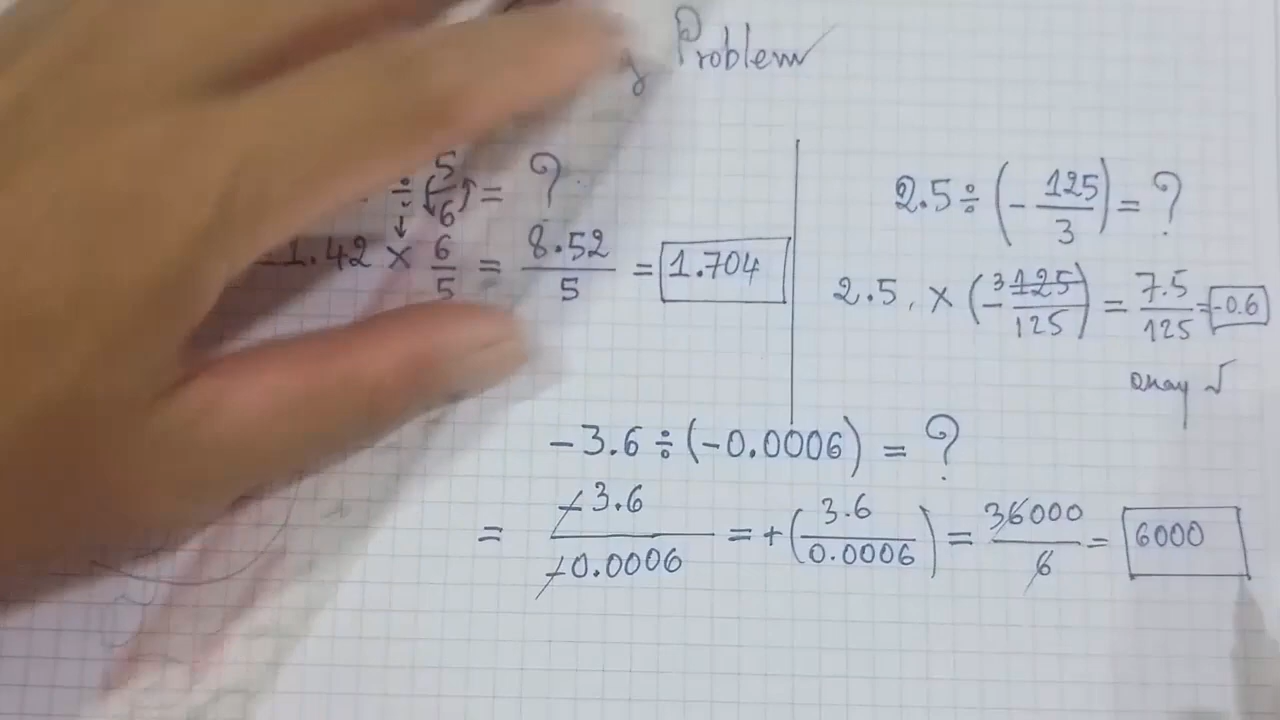 Problem
÷ 5/6 = ?
-1.42 × 6/5 = 8.52/5 = 1.704
2.5 ÷ (- 125/3) = ?
2.5 . × (- 3 125/125) = 7.5/125 = -0.6
okay √
-3.6 ÷ (-0.0006) = ?
= -3.6/-0.0006 = + (3.6/0.0006) = 36000/6 = 6000